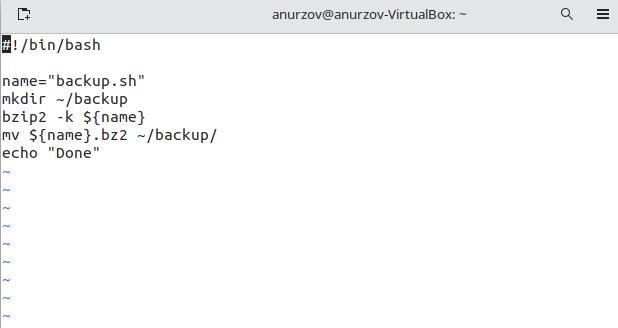 anurzov@anurzov-VirtualBox: ~
#!/bin/bash

name="backup.sh"
mkdir ~/backup
bzip2 -k ${name}
mv ${name}.bz2 ~/backup/
echo "Done"
~
~
~
~
~
~
~
~
~